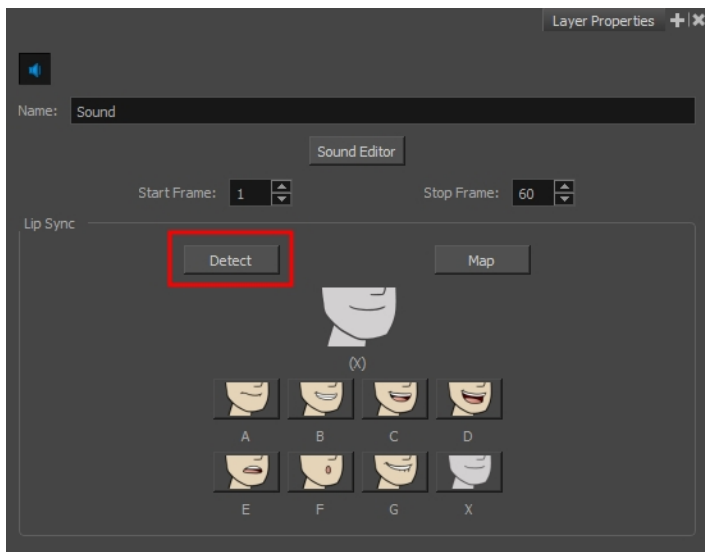 Layer Properties
Name: Sound
Sound Editor
Start Frame: 1 Stop Frame: 60
Lip Sync
Detect Map
(X)
A B C D
E F G X